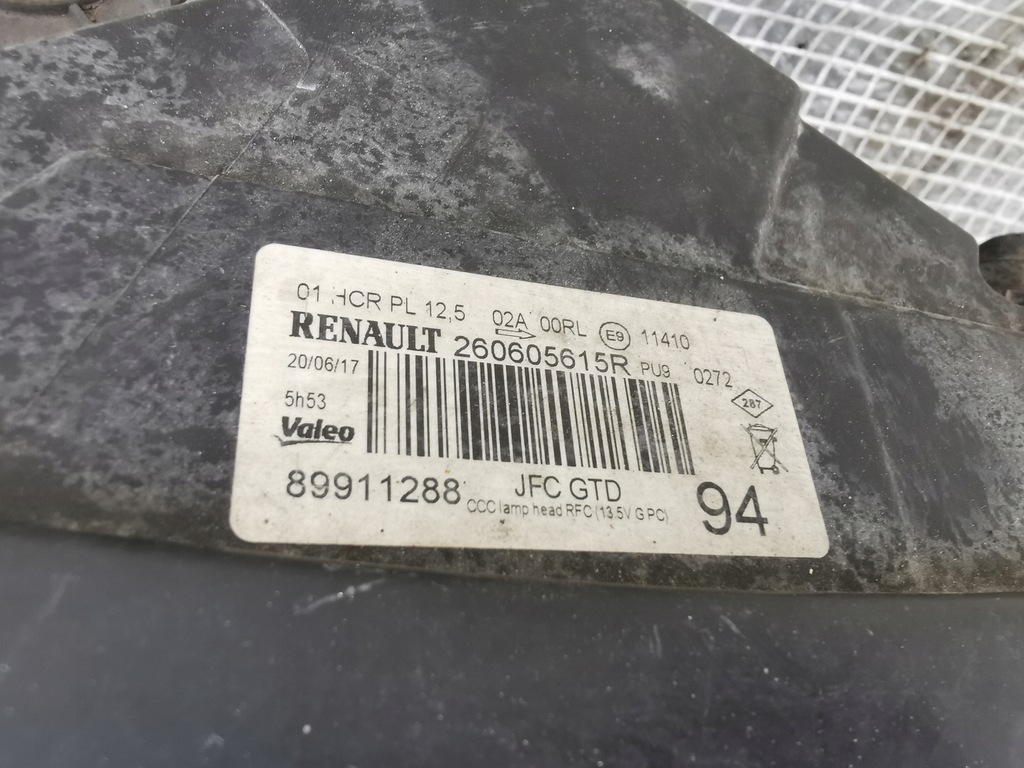 01 HCR PL 12,5 02A 00RL E9 11410
RENAULT 260605615R PU9 0272
20/06/17
287
5h53
Valeo
89911288 JFC GTD 94
CCC lamp head RFC (13.5V G PC)